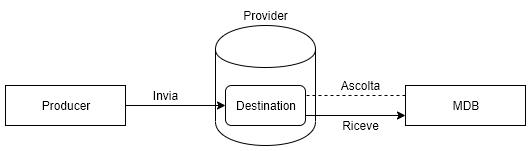 Provider
Producer
Invia
Destination
Ascolta
Riceve
MDB